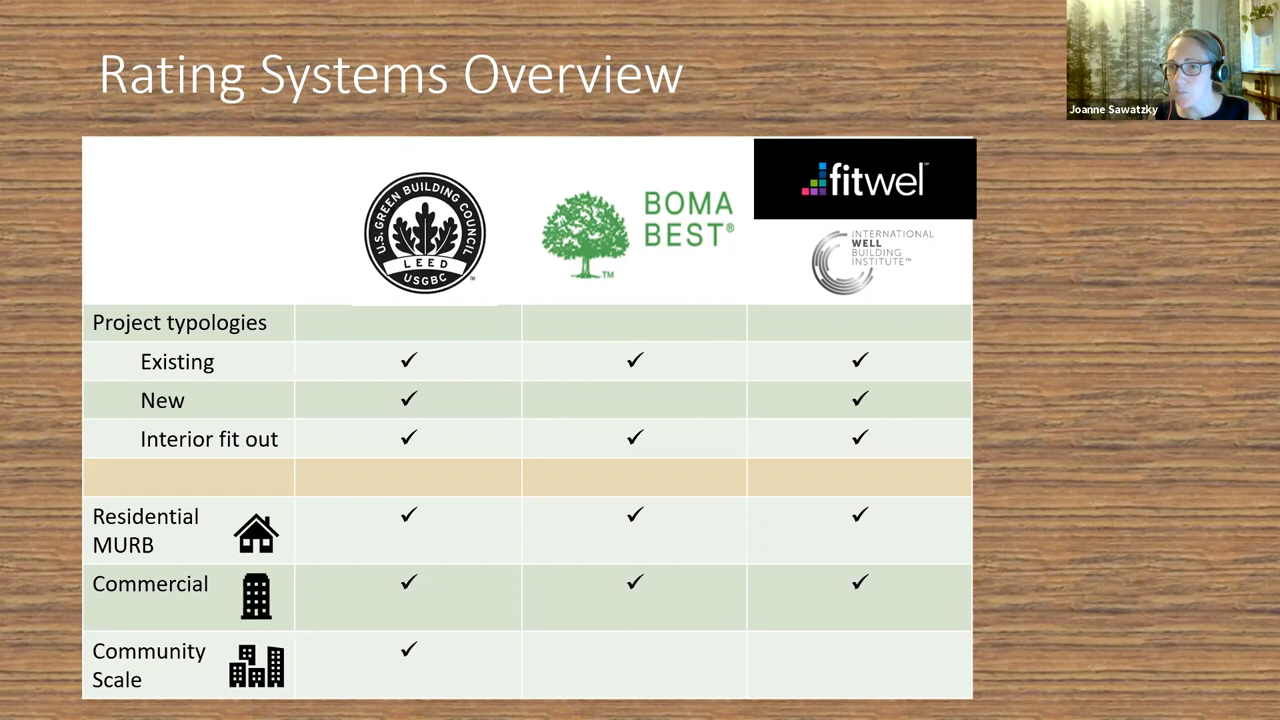 Rating Systems Overview
Joanne Sawatzky
U.S. GREEN BUILDING COUNCIL
LEED
USGBC
BOMA
BEST®
TM
fitwel
INTERNATIONAL
WELL
BUILDING
INSTITUTE™
Project typologies
Existing ✓ ✓ ✓
New ✓ ✓
Interior fit out ✓ ✓ ✓
Residential ✓ ✓ ✓
MURB
Commercial ✓ ✓ ✓
Community ✓
Scale